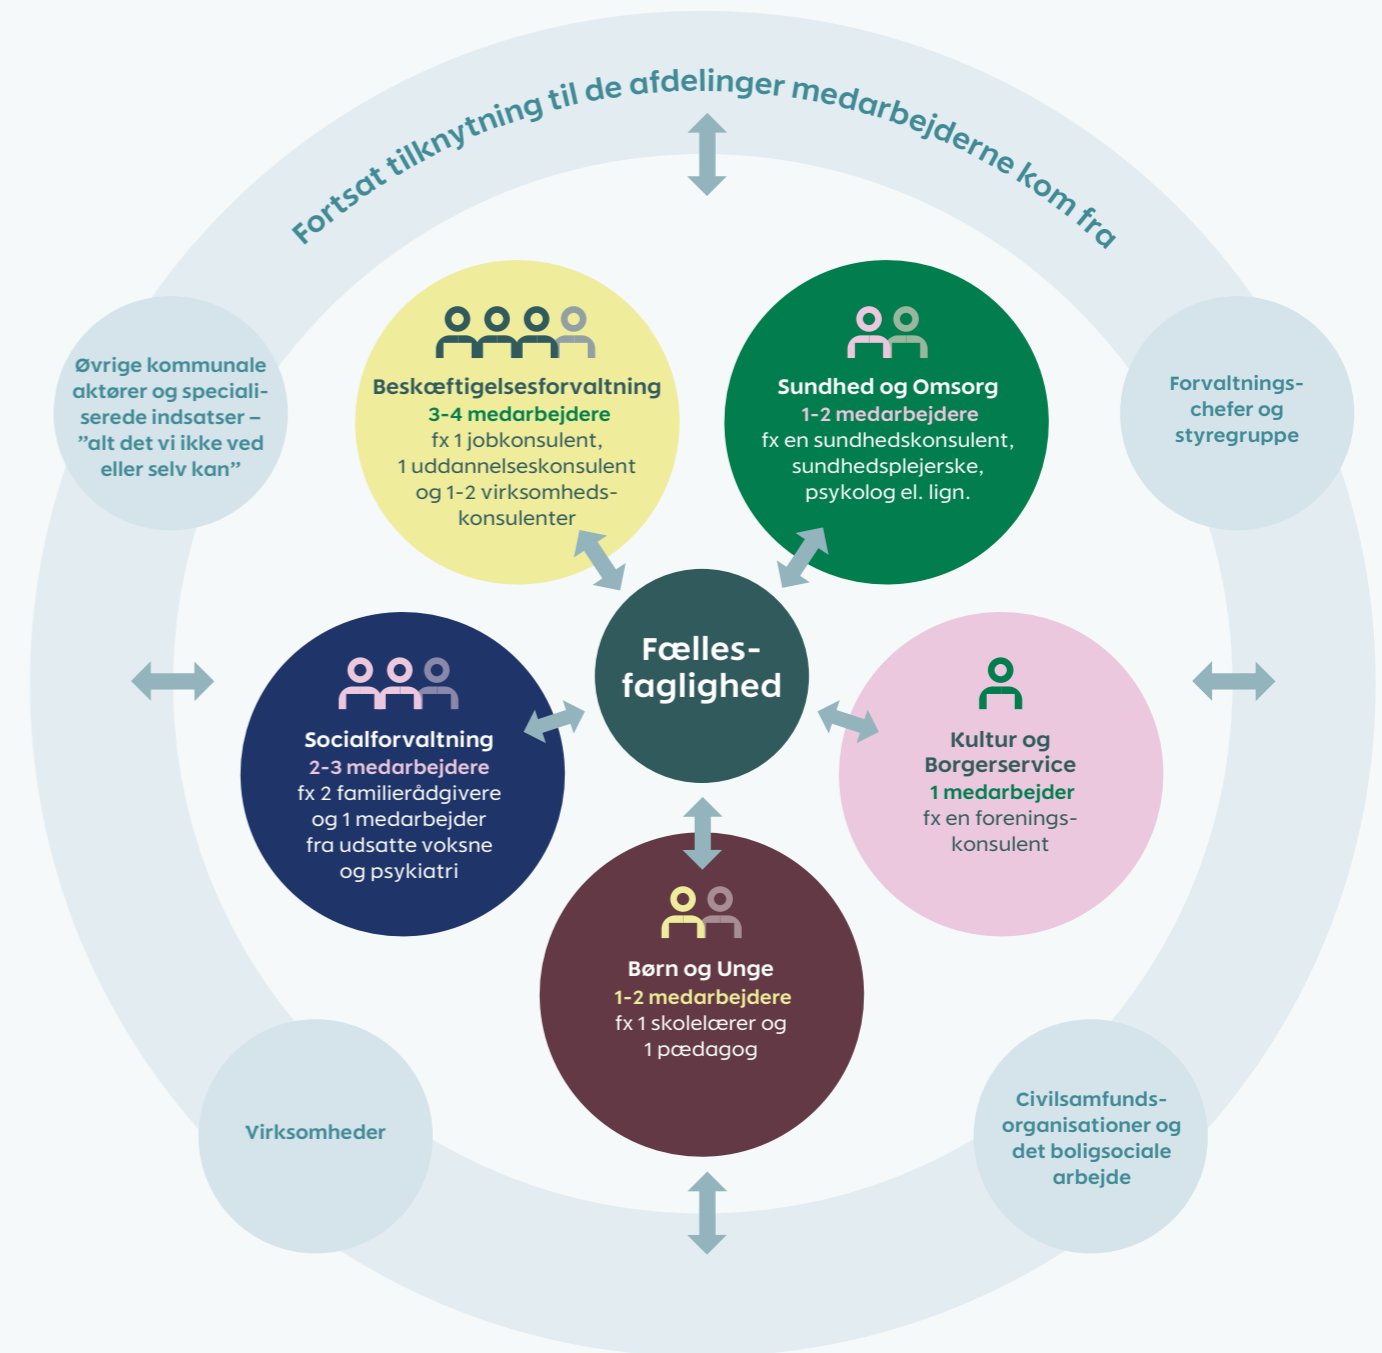 Fortsat tilknytning til de afdelinger medarbejderne kom fra
Øvrige kommunale
aktører og speciali-
serede indsatser –
”alt det vi ikke ved
eller selv kan”
Beskæftigelsesforvaltning
3-4 medarbejdere
fx 1 jobkonsulent,
1 uddannelseskonsulent
og 1-2 virksomheds-
konsulenter
Sundhed og Omsorg
1-2 medarbejdere
fx en sundhedskonsulent,
sundhedsplejerske,
psykolog el. lign.
Forvaltnings-
chefer og
styregruppe
Fælles-
faglighed
Socialforvaltning
2-3 medarbejdere
fx 2 familierådgivere
og 1 medarbejder
fra udsatte voksne
og psykiatri
Kultur og
Borgerservice
1 medarbejder
fx en forenings-
konsulent
Børn og Unge
1-2 medarbejdere
fx 1 skolelærer og
1 pædagog
Virksomheder
Civilsamfunds-
organisationer og
det boligsociale
arbejde